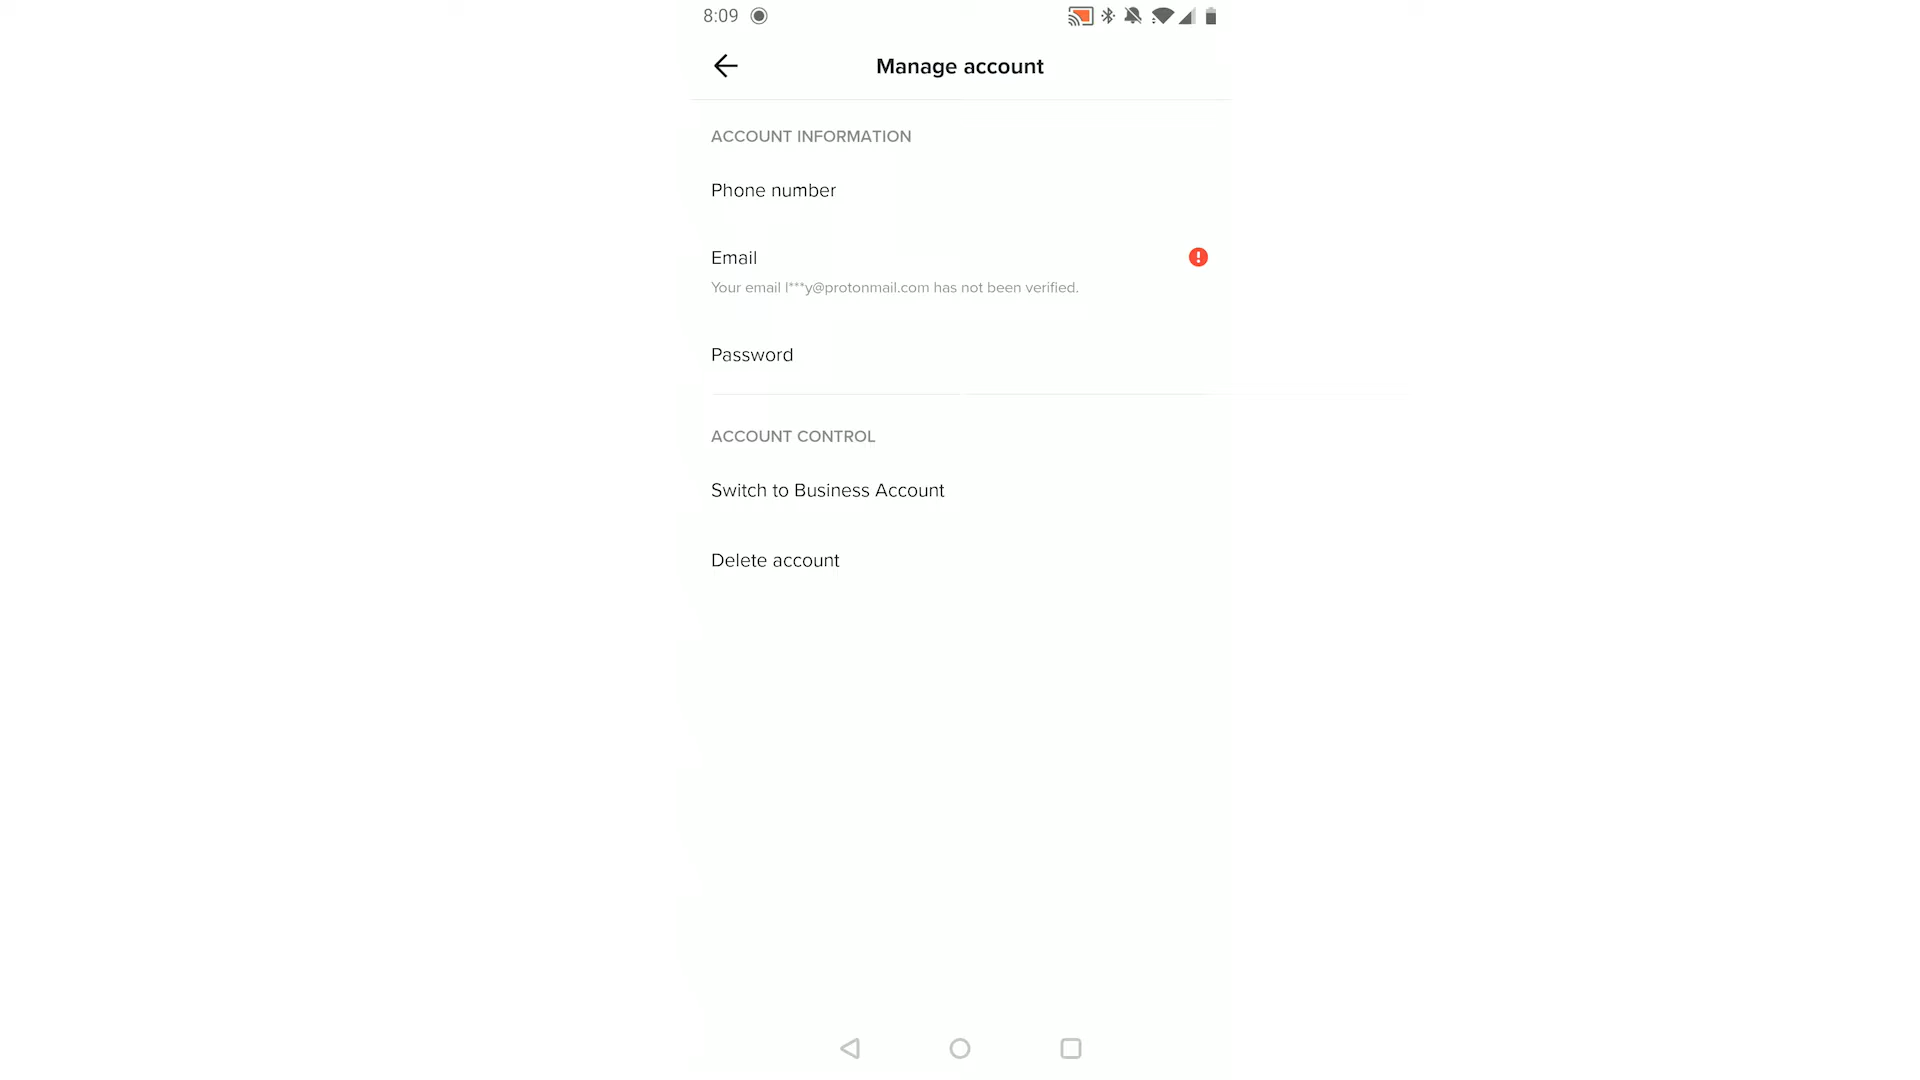 8:09
Manage account
ACCOUNT INFORMATION
Phone number
Email
Your email l***y@protonmail.com has not been verified.
Password
ACCOUNT CONTROL
Switch to Business Account
Delete account